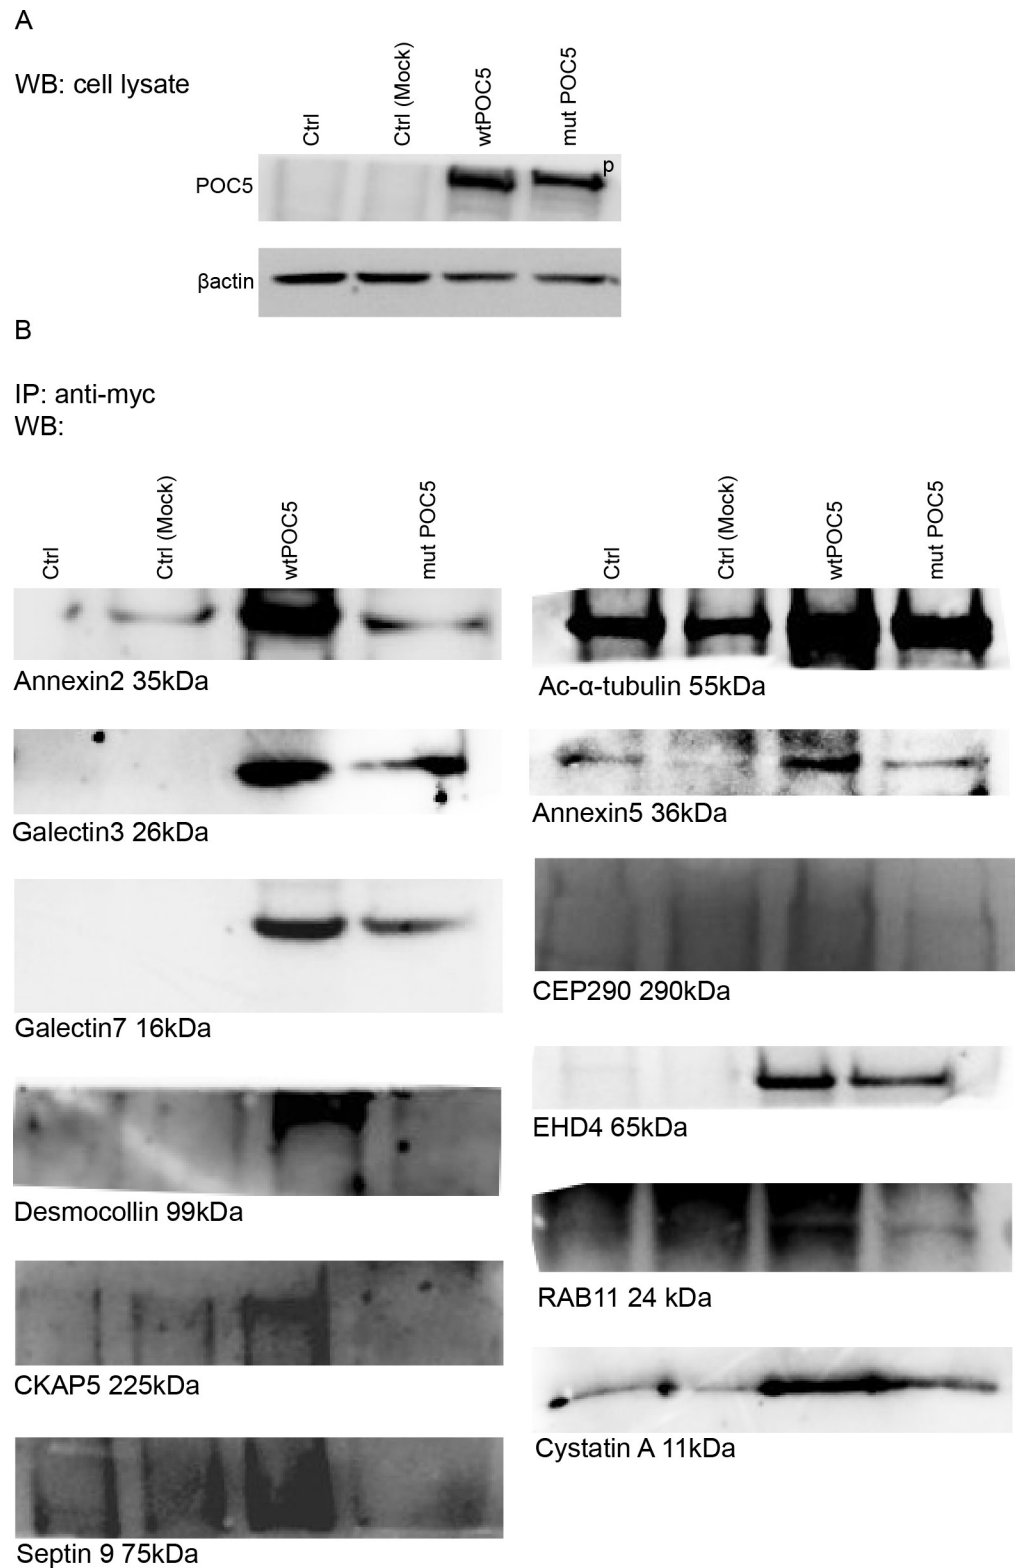 A
WB: cell lysate
Ctrl
Ctrl (Mock)
wtPOC5
mut POC5
p
POC5
βactin
B
IP: anti-myc
WB:
Ctrl
Ctrl (Mock)
wtPOC5
mut POC5
Annexin2 35kDa
Galectin3 26kDa
Galectin7 16kDa
Desmocollin 99kDa
CKAP5 225kDa
Septin 9 75kDa
Ctrl
Ctrl (Mock)
wtPOC5
mut POC5
Ac-α-tubulin 55kDa
Annexin5 36kDa
CEP290 290kDa
EHD4 65kDa
RAB11 24 kDa
Cystatin A 11kDa